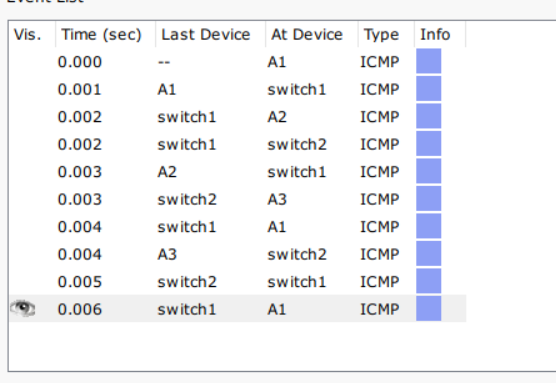 Event List
Vis. Time (sec) Last Device At Device Type Info
0.000 -- A1 ICMP
0.001 A1 switch1 ICMP
0.002 switch1 A2 ICMP
0.002 switch1 switch2 ICMP
0.003 A2 switch1 ICMP
0.003 switch2 A3 ICMP
0.004 switch1 A1 ICMP
0.004 A3 switch2 ICMP
0.005 switch2 switch1 ICMP
0.006 switch1 A1 ICMP